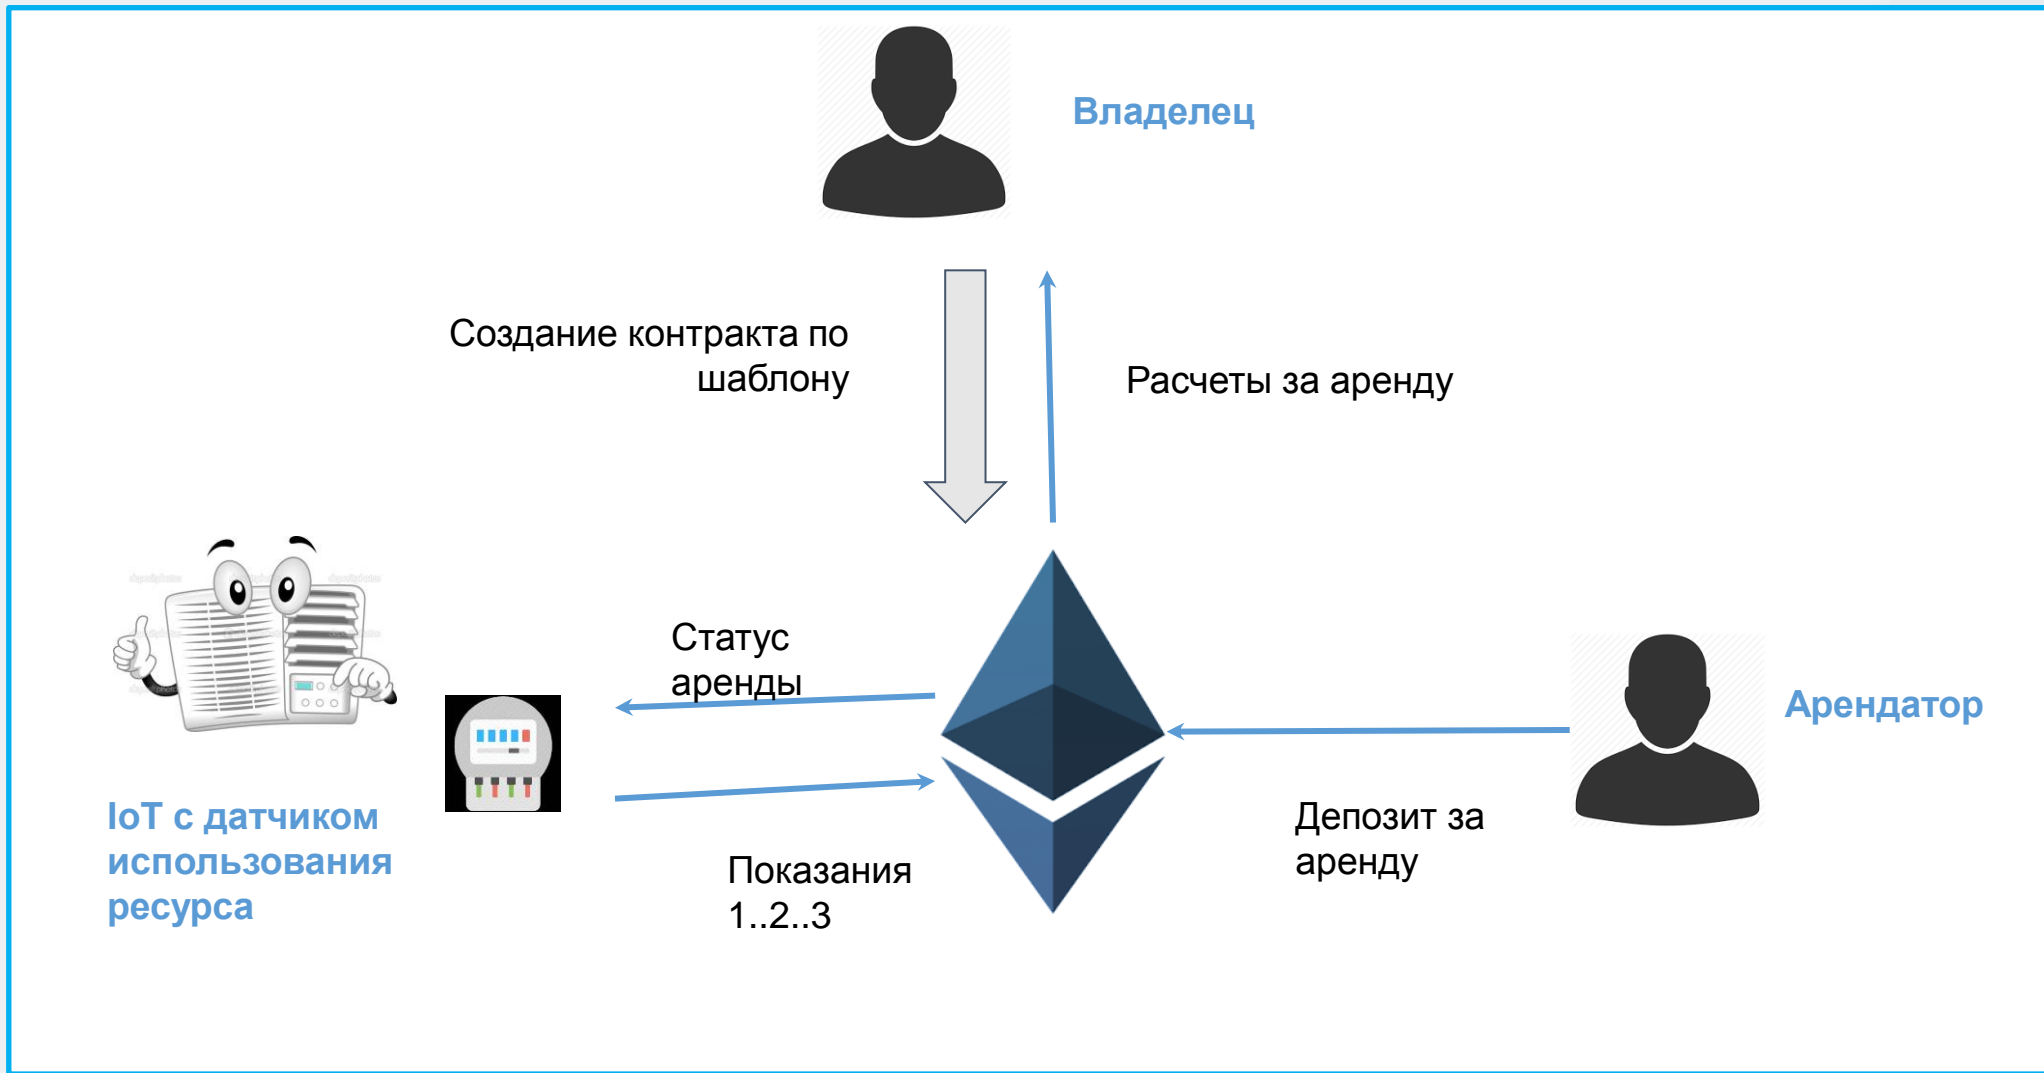 Владелец
Создание контракта по
шаблону
Расчеты за аренду
Статус
аренды
Арендатор
IoT с датчиком
использования
ресурса
Депозит за
аренду
Показания
1..2..3